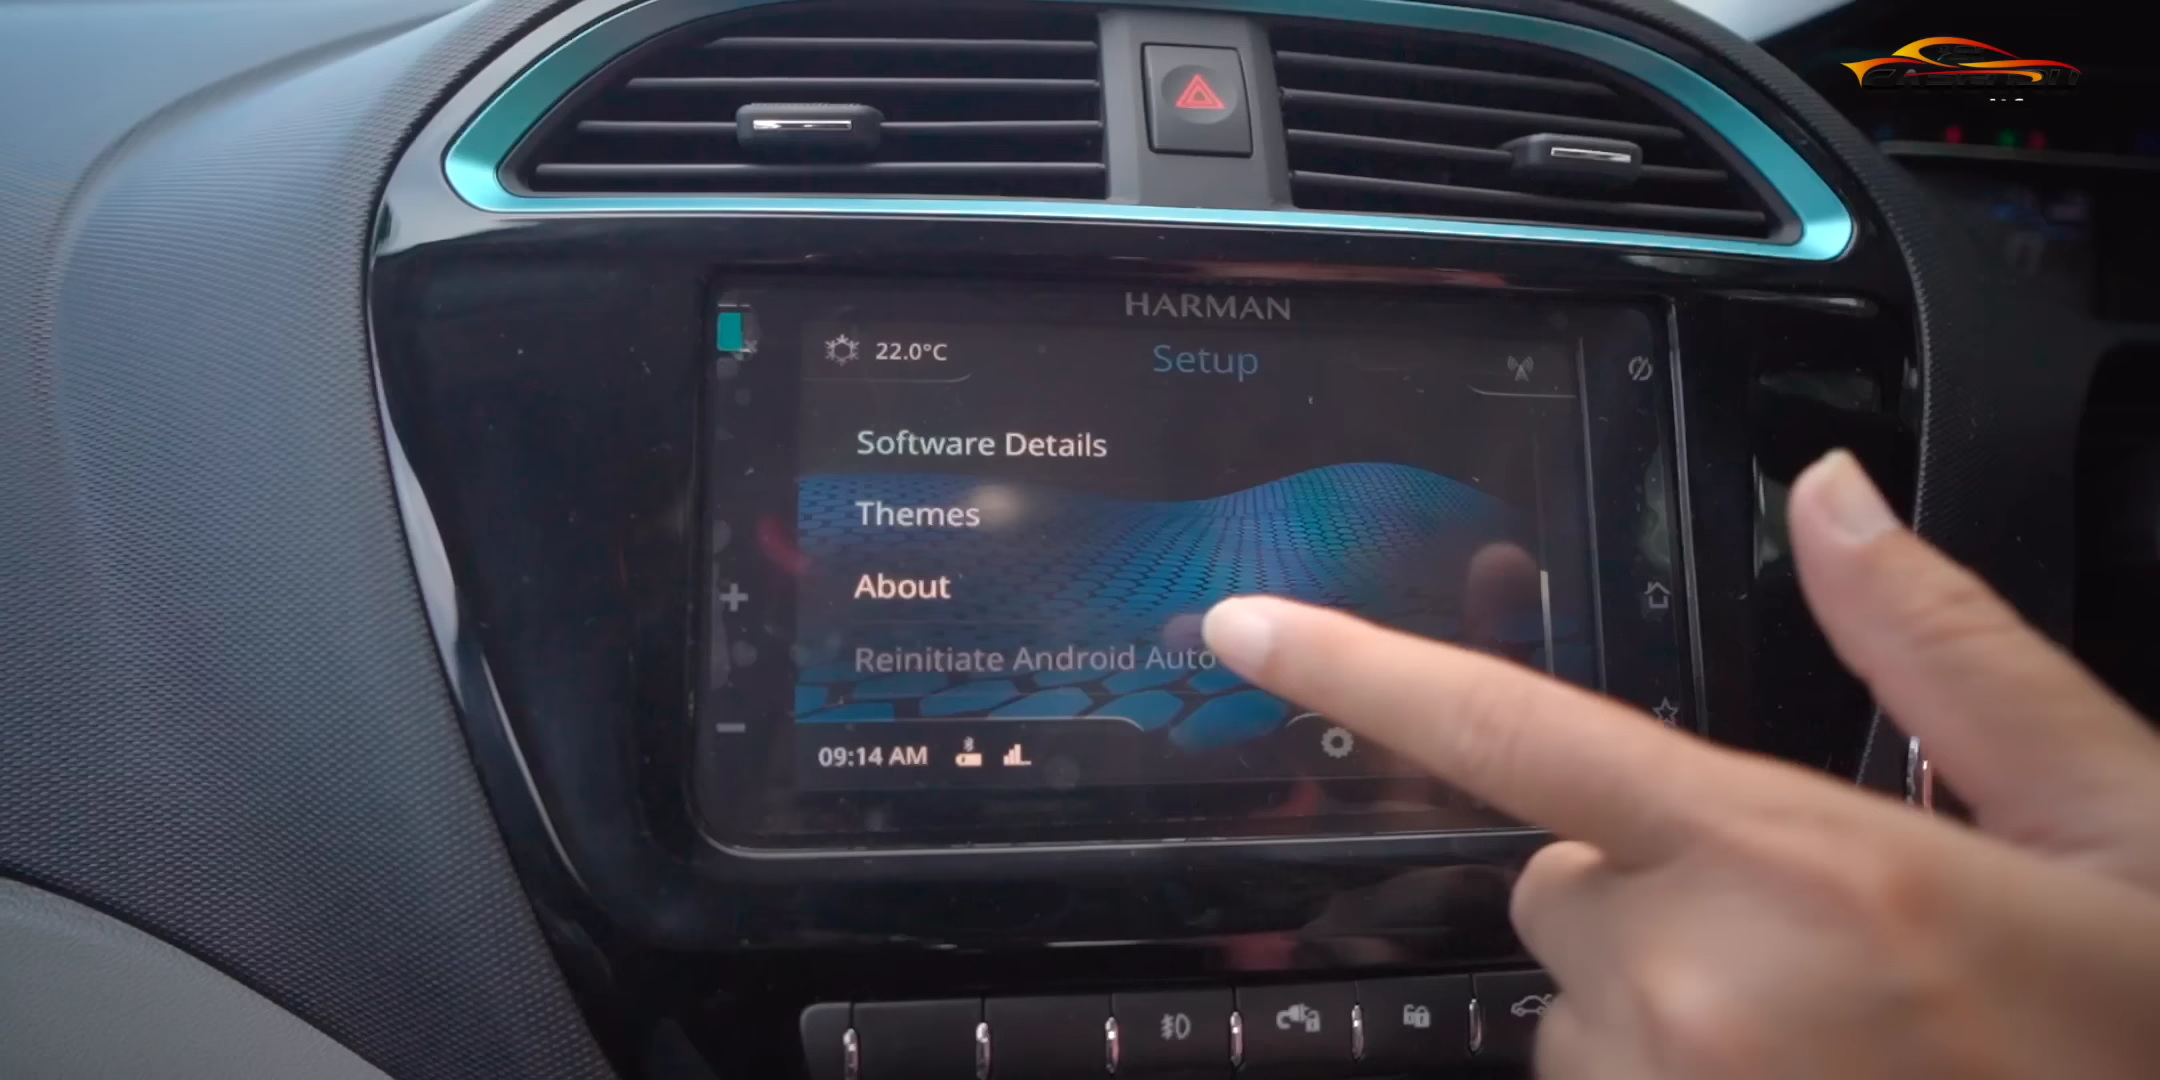 HARMAN
22.0°C
Setup
Software Details
Themes
About
Reinitiate Android Auto
09:14 AM